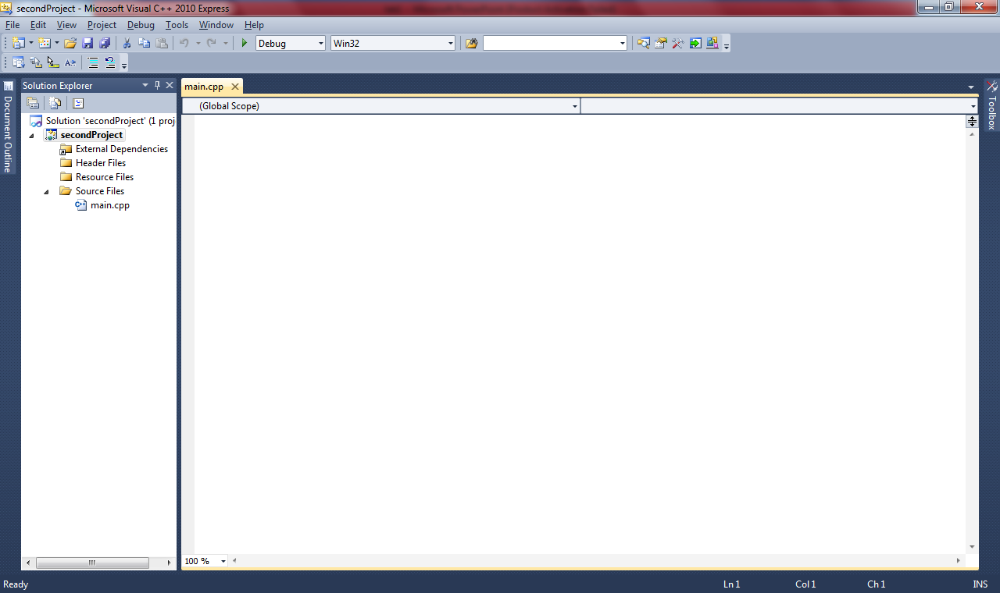 secondProject - Microsoft Visual C++ 2010 Express
File Edit View Project Debug Tools Window Help
Debug Win32
Document Outline
Solution Explorer
Solution 'secondProject' (1 proj
secondProject
External Dependencies
Header Files
Resource Files
Source Files
main.cpp
main.cpp
(Global Scope)
Toolbox
100 %
Ready Ln 1 Col 1 Ch 1 INS